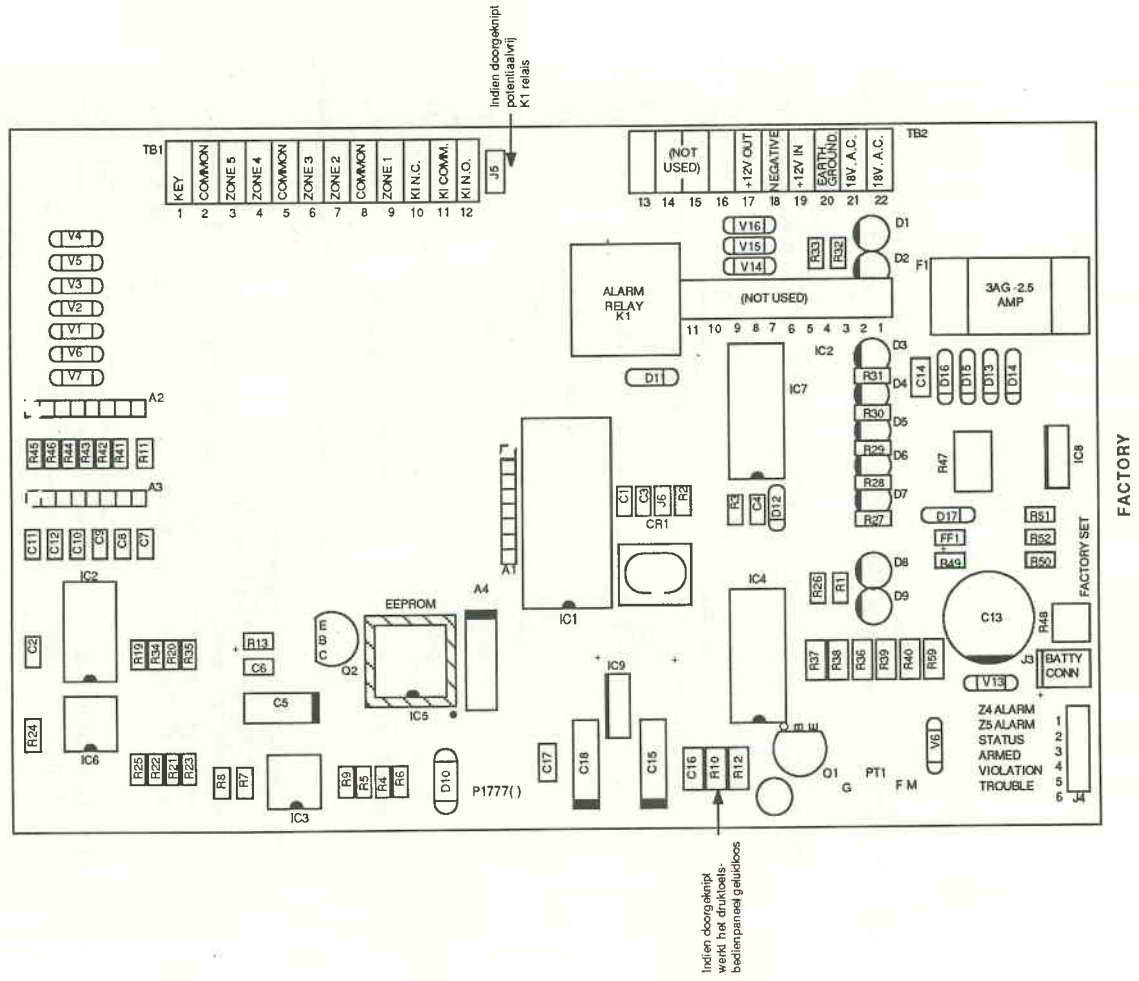 Indien doorgeknipt
potentiaalvrij
K1 relais
TB1
KEY
COMMON
ZONE 5
ZONE 4
COMMON
ZONE 3
ZONE 2
COMMON
ZONE 1
KI N.C.
KI COMM.
KI N.O.
1 2 3 4 5 6 7 8 9 10 11 12
J5
TB2
(NOT
USED)
+12V OUT
NEGATIVE
+12V IN
EARTH.
GROUND.
18V. A.C.
18V. A.C.
13 14 15 16 17 18 19 20 21 22
V4
V5
V3
V2
V1
V6
V7
A2
R45 R46 R44 R43 R42 R41 R11
A3
C11 C12 C10 C9 C8 C7
IC2
C2
R19 R34 R20 R35
R24
IC6
R25 R22 R21 R23
R8 R7
IC3
R9 R5 R4 R6
R13
C6
C5
E
B
C
Q2
EEPROM
IC5
A4
D10
P1777( )
ALARM
RELAY
K1
(NOT USED)
11 10 9 8 7 6 5 4 3 2 1
V16
V15
V14
R33 R32
D1
D2
F1
3AG -2.5
AMP
D11
IC7
IC2
D3
R31
D4
R30
D5
R29
D6
R28
D7
R27
C14
D16 D15 D13 D14
R47
IC8
A1
IC1
C1 C3 J6 R2
CR1
R3 C4 D12
D17
FF1
R49
R51
R52
R50
FACTORY SET
FACTORY
IC4
R26 R1
D8
D9
C13
R48
R37 R38 R36 R39 R40 R59
J3
BATTY
CONN
V13
IC9
C17
C18
C15
C16 R10 R12
B E
Q1
G
PT1
F M
V6
Z4 ALARM
Z5 ALARM
STATUS
ARMED
VIOLATION
TROUBLE
1
2
3
4
5
6
J4
Indien doorgeknipt
werkt het druktoets-
bedienpaneel geluidloos